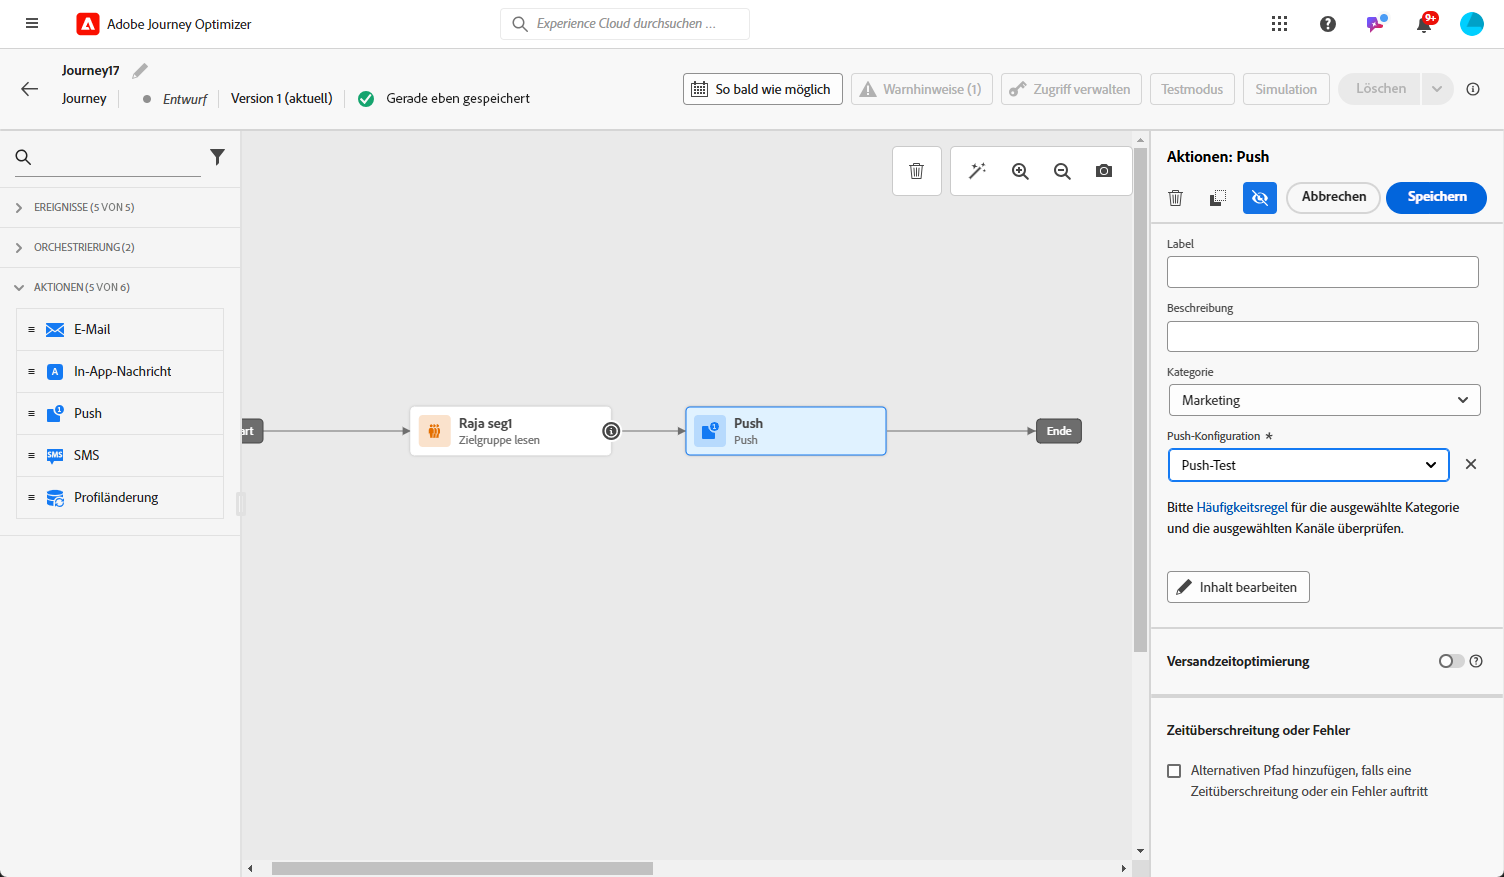 Adobe Journey Optimizer
Experience Cloud durchsuchen ...
9+
Journey17
Journey
Entwurf
Version 1 (aktuell)
Gerade eben gespeichert
So bald wie möglich
Warnhinweise (1)
Zugriff verwalten
Testmodus
Simulation
Löschen
EREIGNISSE (5 VON 5)
ORCHESTRIERUNG (2)
AKTIONEN (5 VON 6)
E-Mail
In-App-Nachricht
Push
SMS
Profiländerung
art
Raja seg1
Zielgruppe lesen
Push
Push
Ende
Aktionen: Push
Abbrechen
Speichern
Label
Beschreibung
Kategorie
Marketing
Push-Konfiguration *
Push-Test
Bitte Häufigkeitsregel für die ausgewählte Kategorie
und die ausgewählten Kanäle überprüfen.
Inhalt bearbeiten
Versandzeitoptimierung
Zeitüberschreitung oder Fehler
Alternativen Pfad hinzufügen, falls eine
Zeitüberschreitung oder ein Fehler auftritt